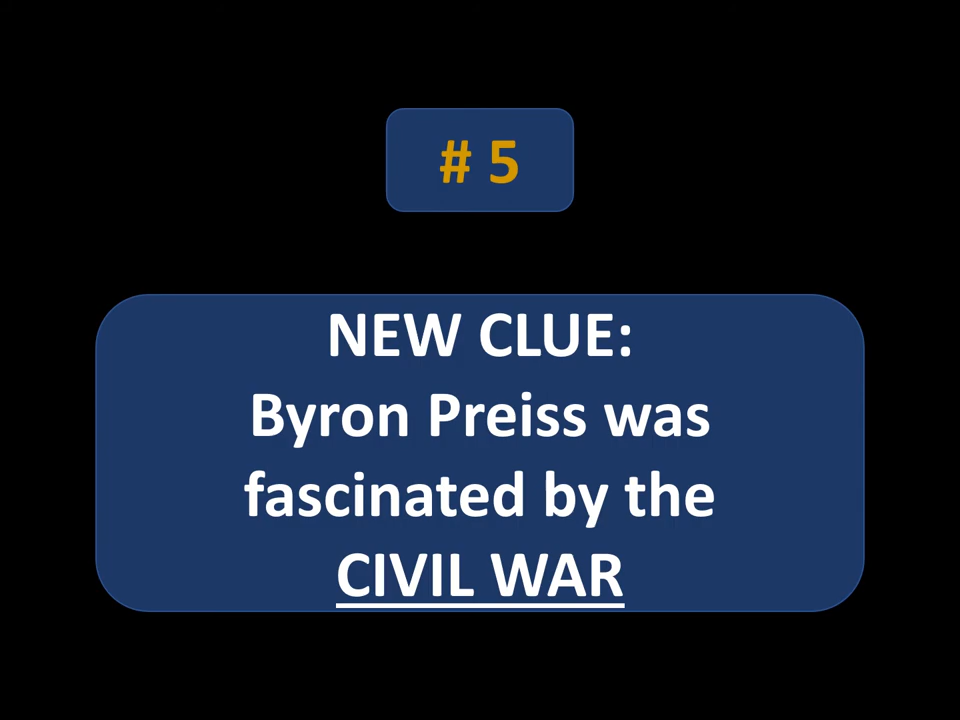 # 5
NEW CLUE:
Byron Preiss was
fascinated by the
CIVIL WAR